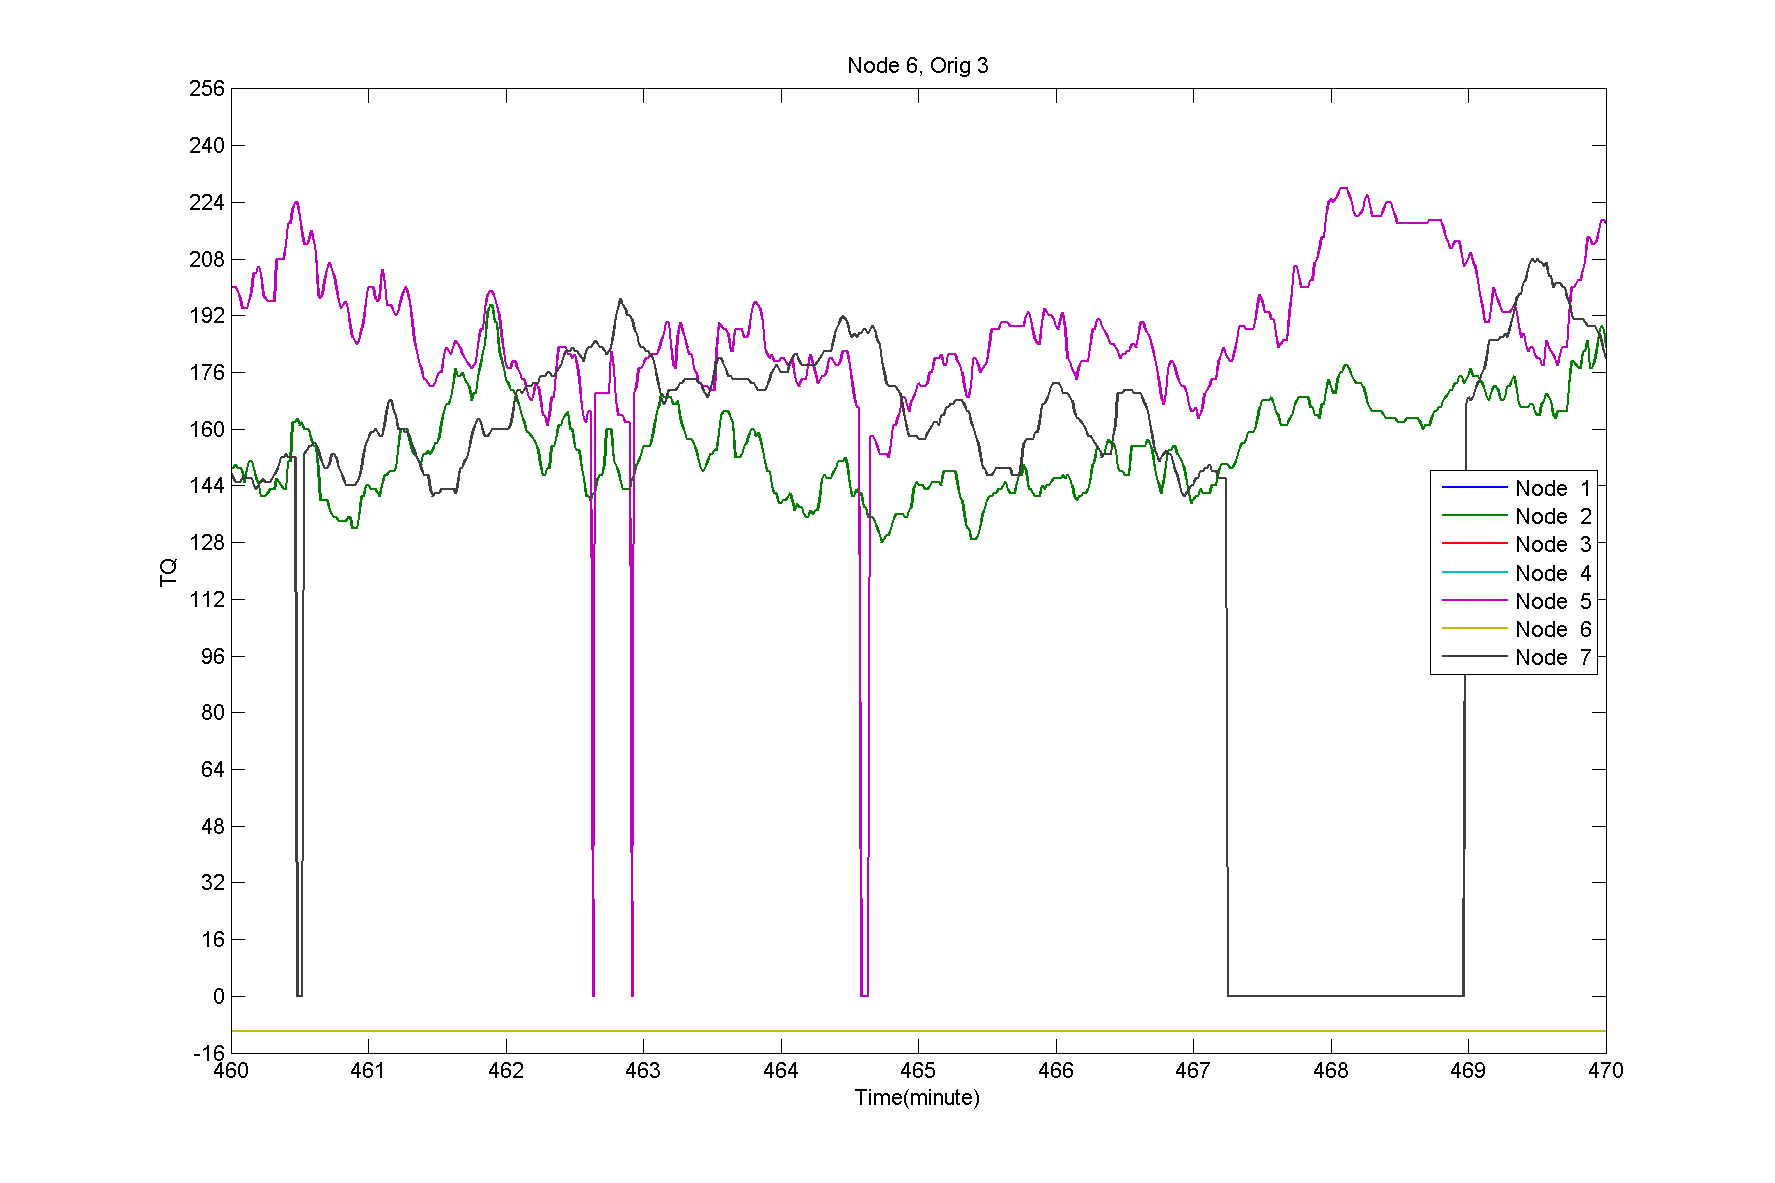 Node 6, Orig 3
256
240
224
208
192
176
160
144
128
112
96
80
64
48
32
16
0
-16
TQ
Node 1
Node 2
Node 3
Node 4
Node 5
Node 6
Node 7
460 461 462 463 464 465 466 467 468 469 470
Time(minute)